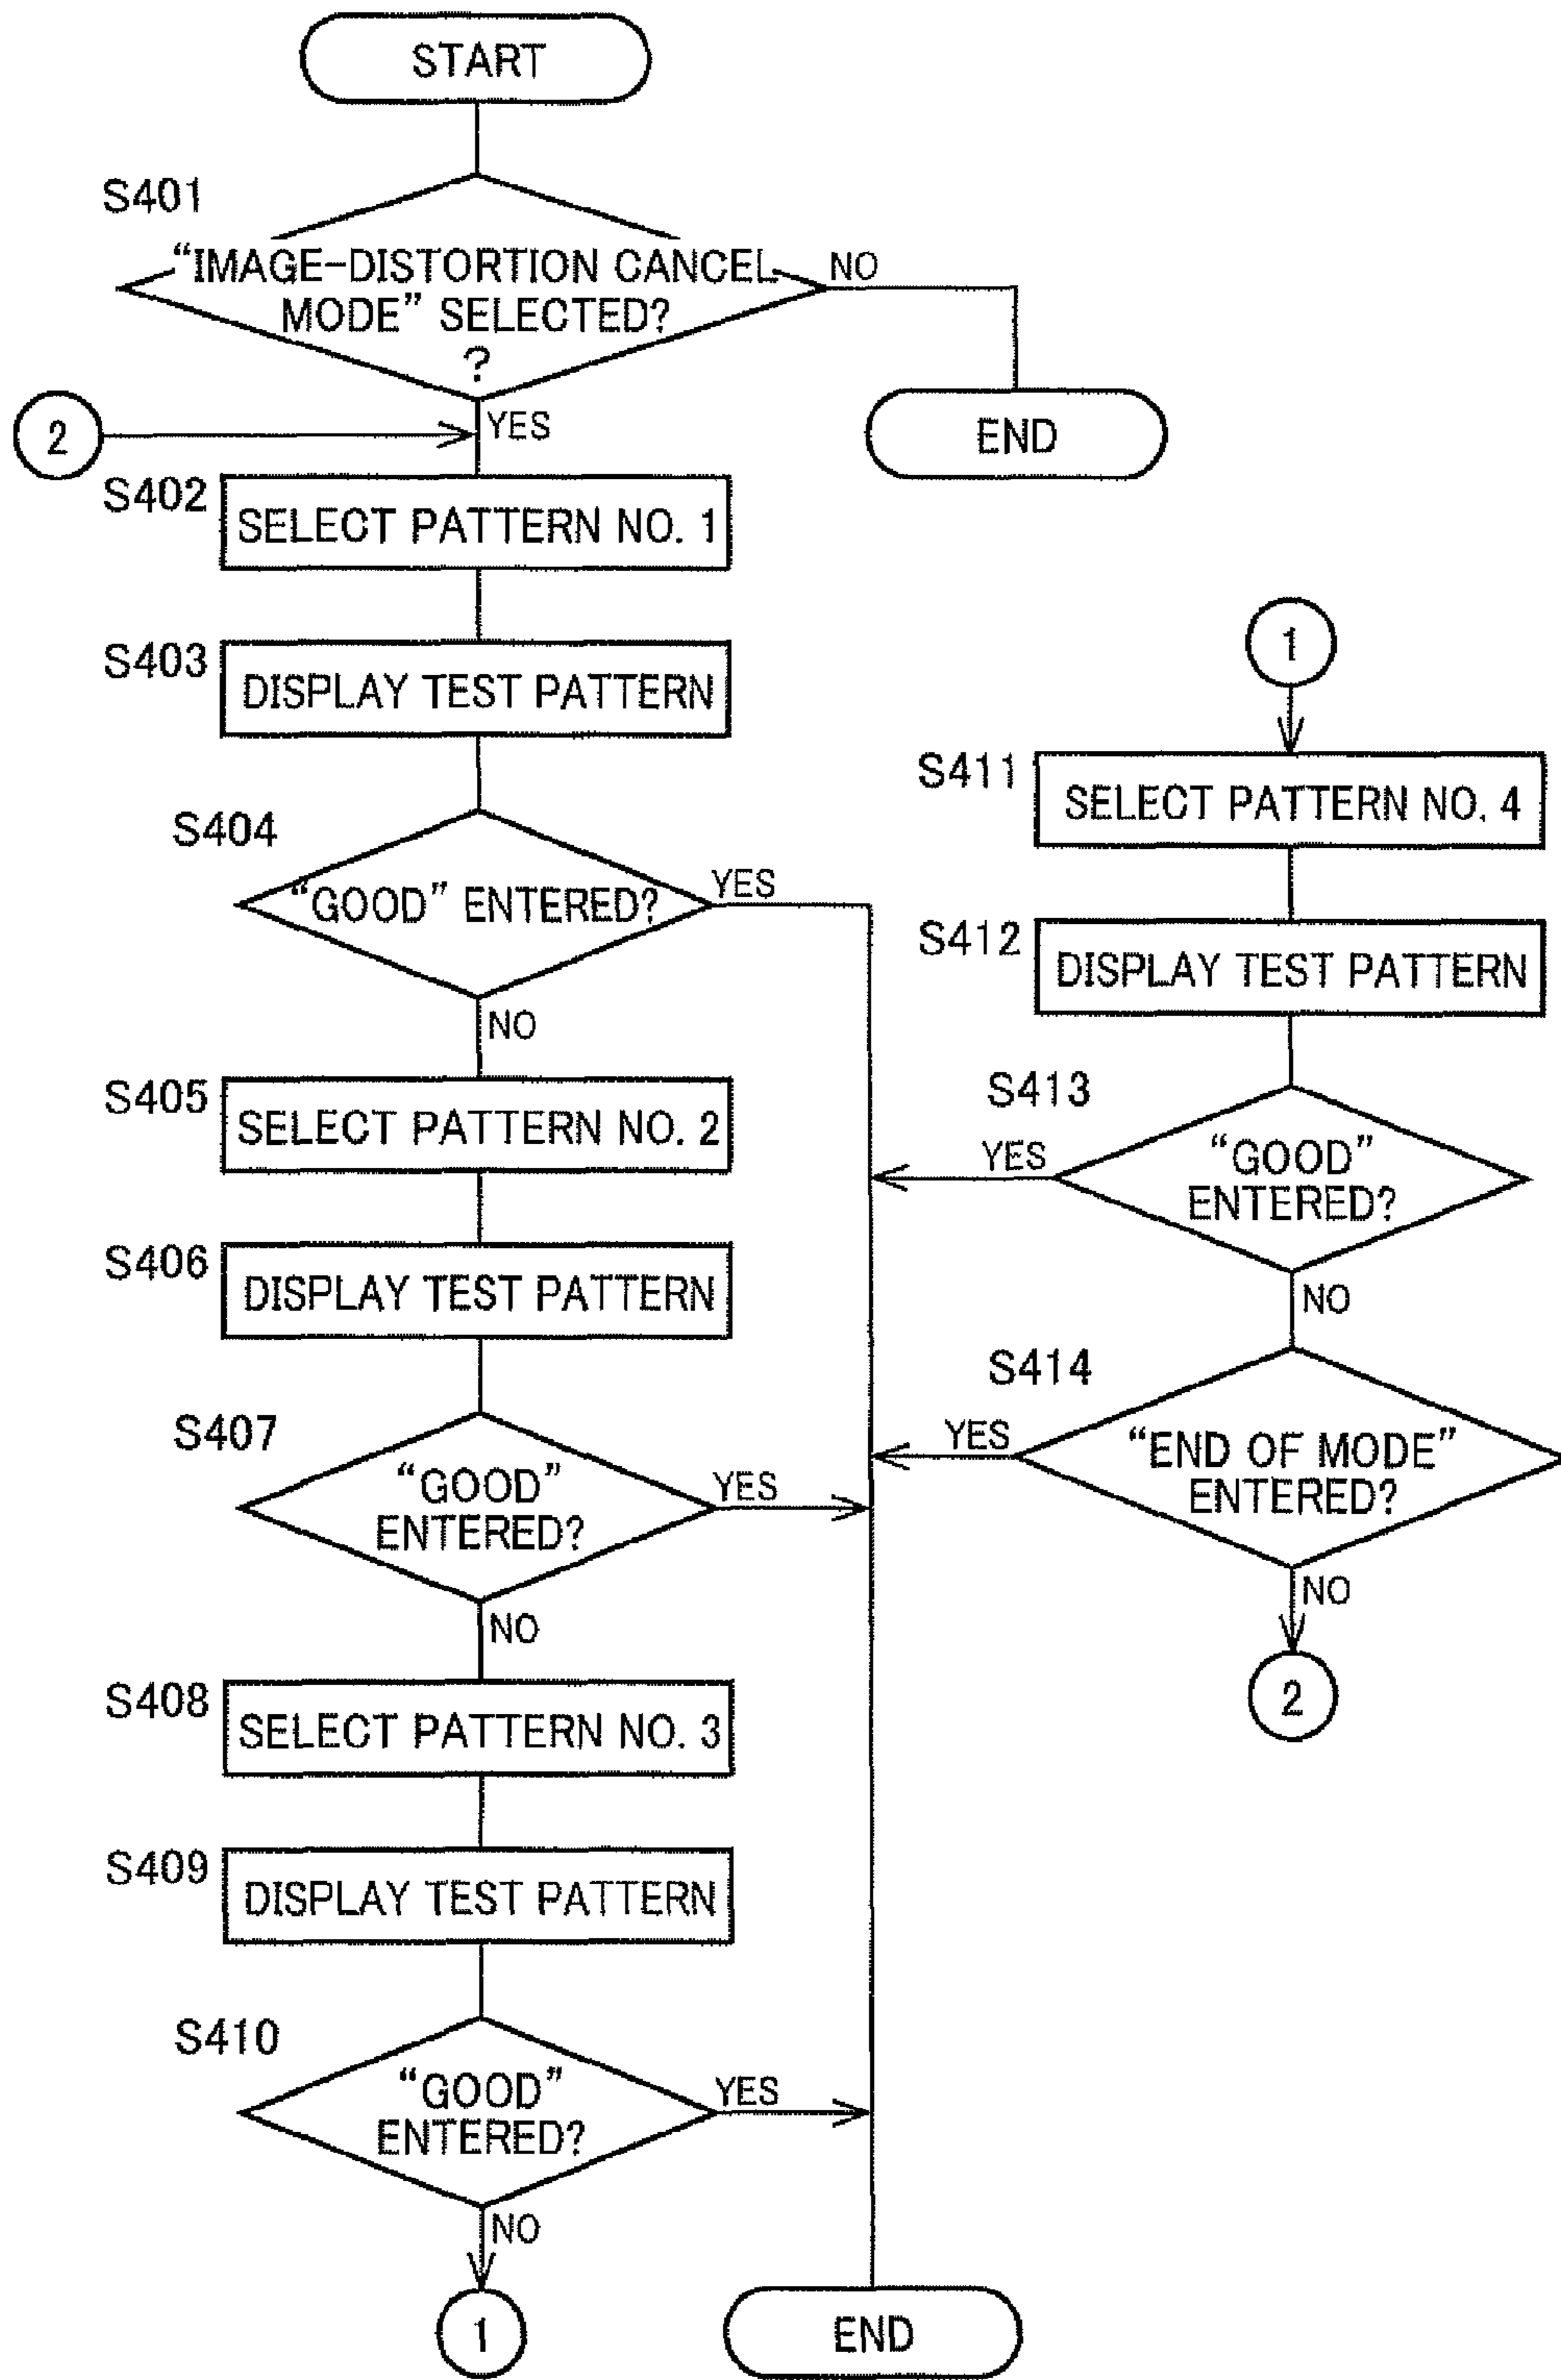 START
S401
“IMAGE-DISTORTION CANCEL
MODE” SELECTED?
?
NO
YES
2
END
S402
SELECT PATTERN NO. 1
S403
DISPLAY TEST PATTERN
S404
“GOOD” ENTERED?
YES
NO
S405
SELECT PATTERN NO. 2
S406
DISPLAY TEST PATTERN
S407
“GOOD”
ENTERED?
YES
NO
S408
SELECT PATTERN NO. 3
S409
DISPLAY TEST PATTERN
S410
“GOOD”
ENTERED?
YES
NO
1
END
1
S411
SELECT PATTERN NO. 4
S412
DISPLAY TEST PATTERN
S413
“GOOD”
ENTERED?
YES
NO
S414
“END OF MODE”
ENTERED?
YES
NO
2